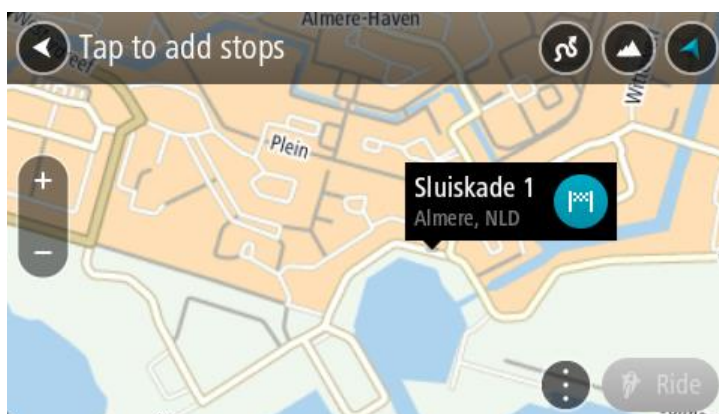 Almere-Haven
Tap to add stops
Plein
Sluiskade 1
Almere, NLD
+
−
Ride